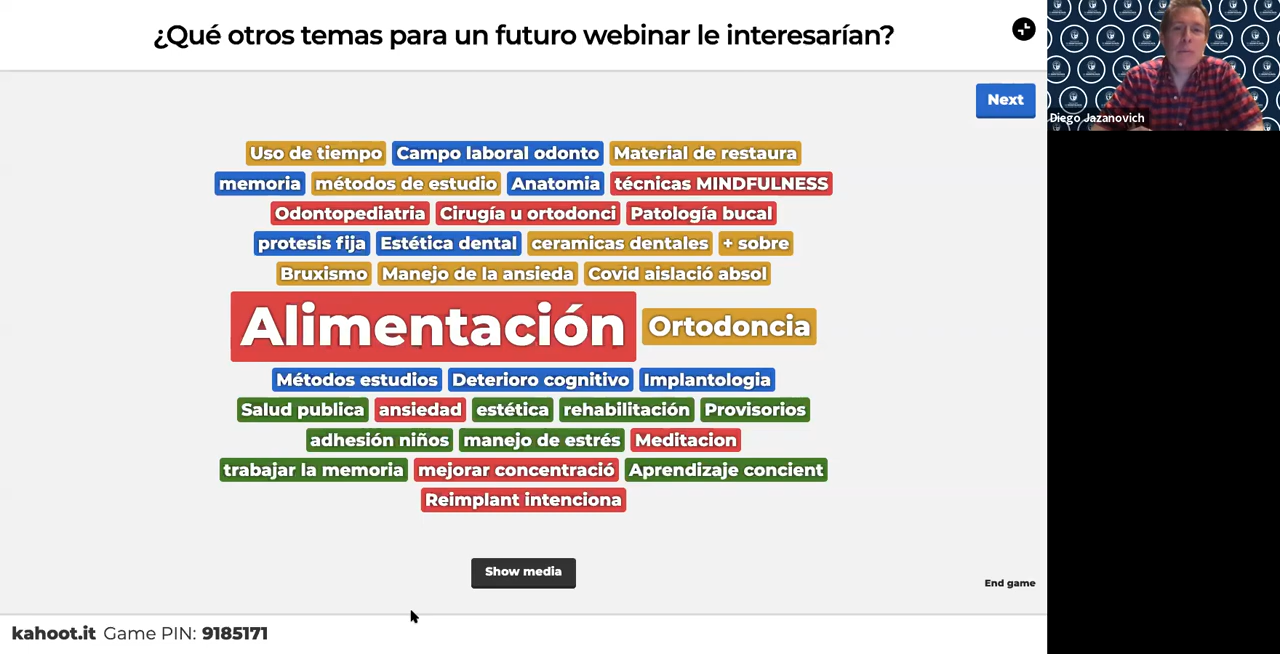 ¿Qué otros temas para un futuro webinar le interesarían?
Next
Diego Jazanovich
Uso de tiempo Campo laboral odonto Material de restaura
memoria métodos de estudio Anatomia técnicas MINDFULNESS
Odontopediatria Cirugía u ortodonci Patología bucal
protesis fija Estética dental ceramicas dentales + sobre
Bruxismo Manejo de la ansieda Covid aislació absol
Alimentación Ortodoncia
Métodos estudios Deterioro cognitivo Implantologia
Salud publica ansiedad estética rehabilitación Provisorios
adhesión niños manejo de estrés Meditacion
trabajar la memoria mejorar concentració Aprendizaje concient
Reimplant intenciona
Show media
End game
kahoot.it Game PIN: 9185171